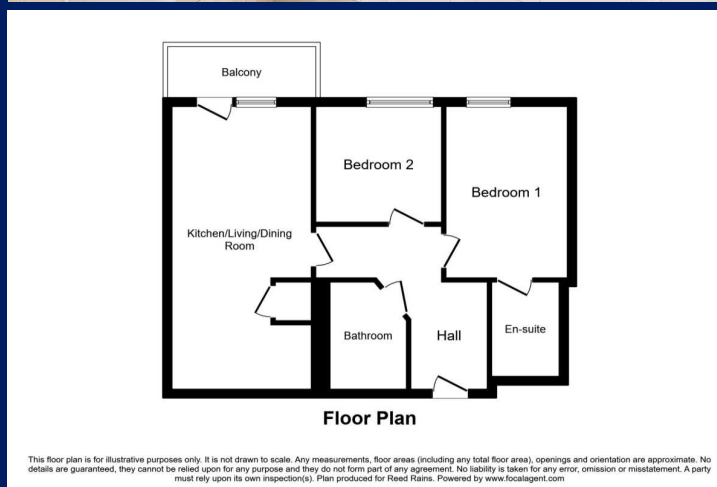 Balcony
Bedroom 2
Bedroom 1
Kitchen/Living/Dining
Room
Bathroom
Hall
En-suite
Floor Plan
This floor plan is for illustrative purposes only. It is not drawn to scale. Any measurements, floor areas (including any total floor area), openings and orientation are approximate. No
details are guaranteed, they cannot be relied upon for any purpose and they do not form part of any agreement. No liability is taken for any error, omission or misstatement. A party
must rely upon its own inspection(s). Plan produced for Reed Rains. Powered by www.focalagent.com